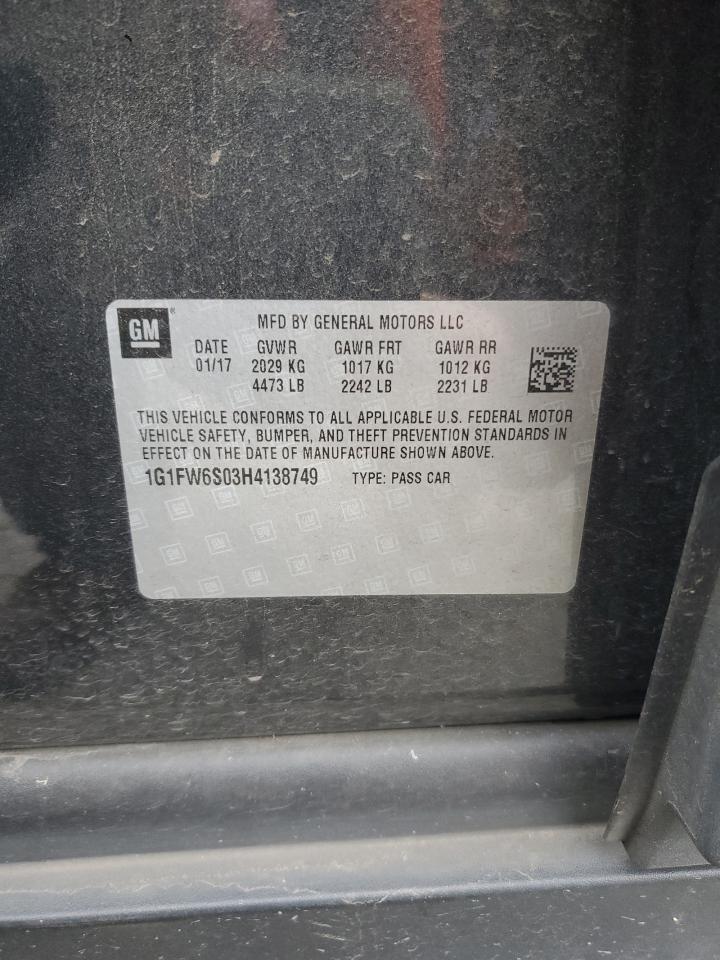 GM ®
MFD BY GENERAL MOTORS LLC
DATE GVWR GAWR FRT GAWR RR
01/17 2029 KG 1017 KG 1012 KG
4473 LB 2242 LB 2231 LB
THIS VEHICLE CONFORMS TO ALL APPLICABLE U.S. FEDERAL MOTOR
VEHICLE SAFETY, BUMPER, AND THEFT PREVENTION STANDARDS IN
EFFECT ON THE DATE OF MANUFACTURE SHOWN ABOVE.
1G1FW6S03H4138749 TYPE: PASS CAR